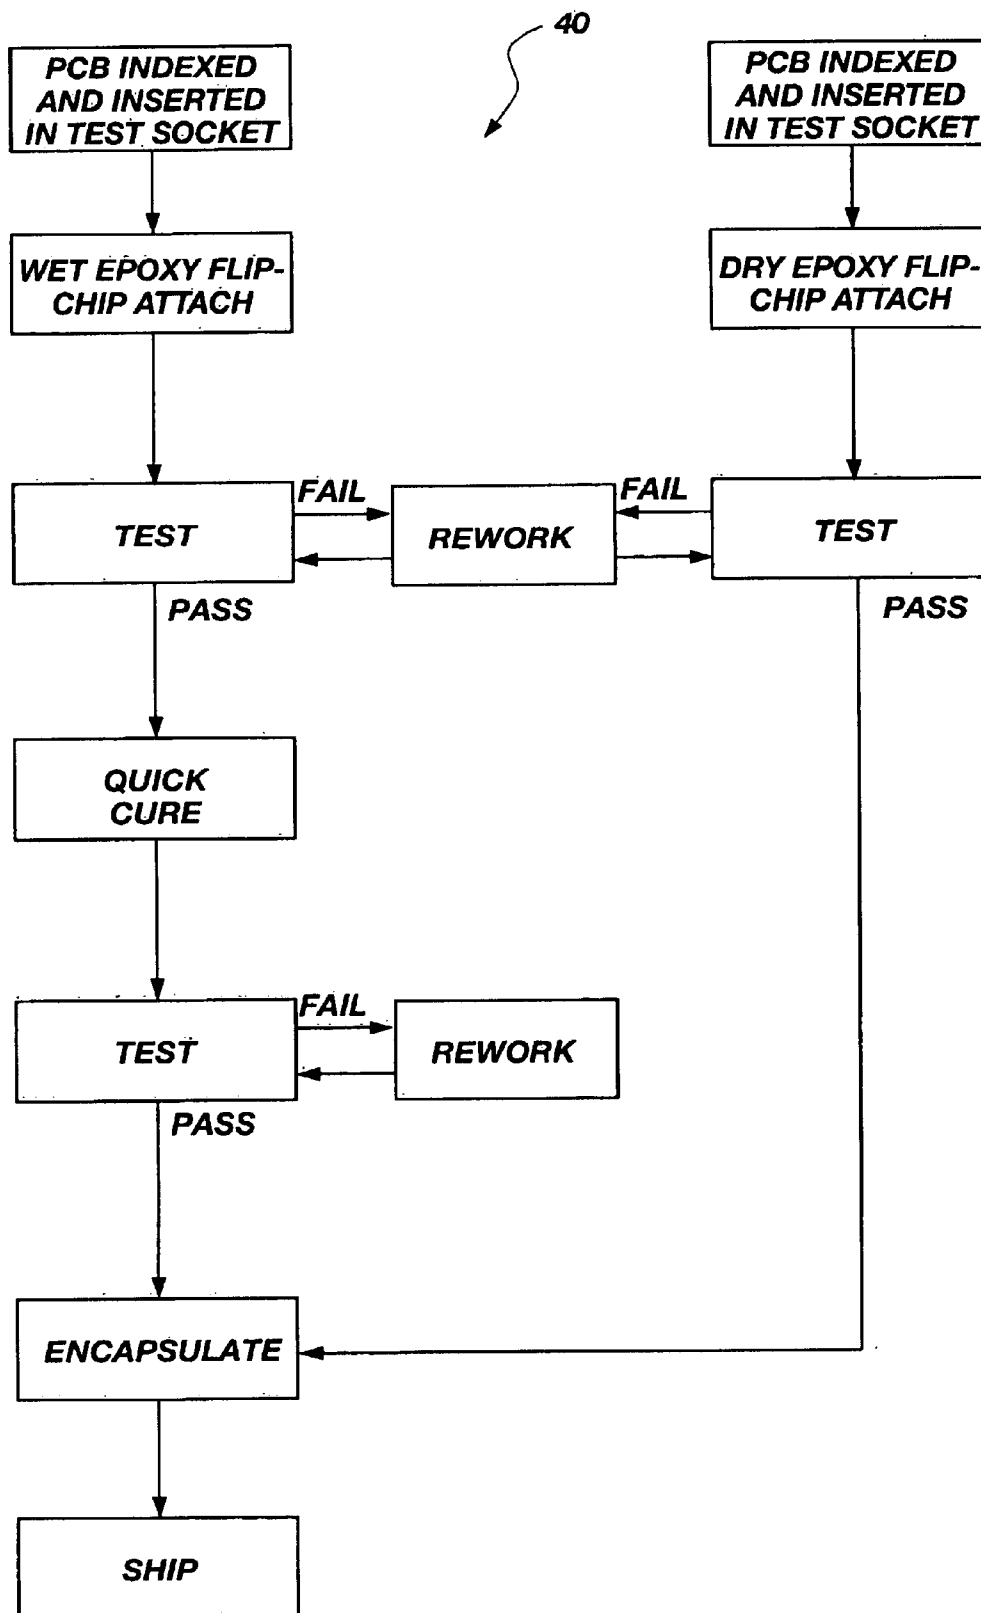 40
PCB INDEXED
AND INSERTED
IN TEST SOCKET
PCB INDEXED
AND INSERTED
IN TEST SOCKET
WET EPOXY FLIP-
CHIP ATTACH
DRY EPOXY FLIP-
CHIP ATTACH
TEST
FAIL
REWORK
FAIL
TEST
PASS
PASS
QUICK
CURE
TEST
FAIL
REWORK
PASS
ENCAPSULATE
SHIP